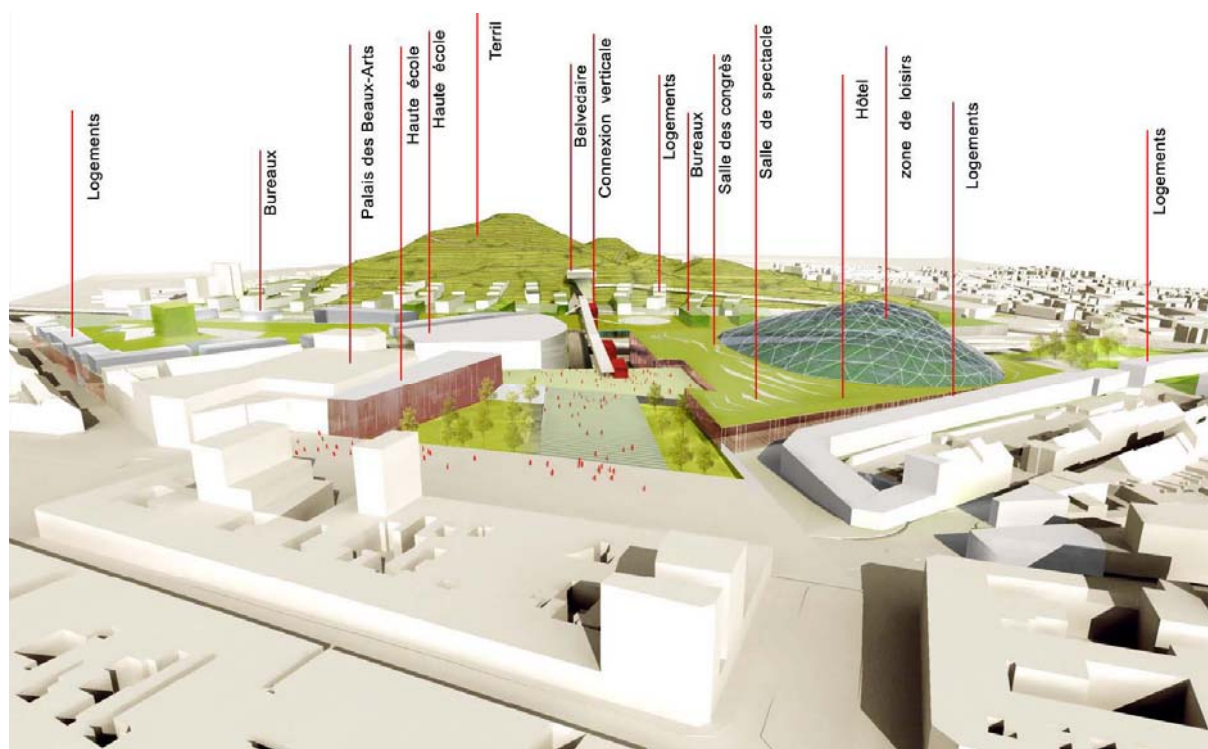 Logements
Bureaux
Palais des Beaux-Arts
Haute école
Haute école
Terril
Belvedaire
Connexion verticale
Logements
Bureaux
Salle des congrès
Salle de spectacle
Hôtel
zone de loisirs
Logements
Logements